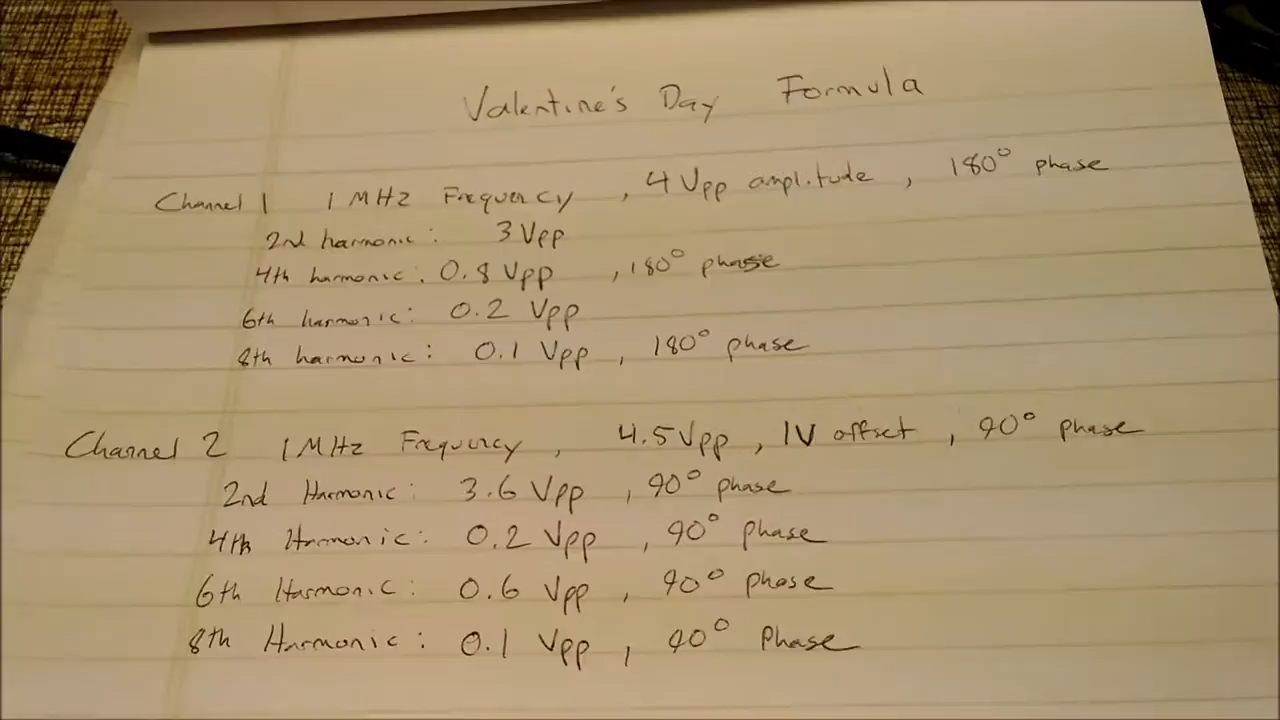 Valentine's Day Formula
Channel 1 1 MHz Frequency , 4 Vpp amplitude , 180° phase
2nd harmonic: 3 Vpp
4th harmonic: 0.8 Vpp , 180° phase
6th harmonic: 0.2 Vpp
8th harmonic: 0.1 Vpp , 180° phase
Channel 2 1 MHz Frequency , 4.5 Vpp , 1V offset , 90° phase
2nd Harmonic: 3.6 Vpp , 90° phase
4th Harmonic: 0.2 Vpp , 90° phase
6th Harmonic: 0.6 Vpp , 90° phase
8th Harmonic: 0.1 Vpp , 90° Phase